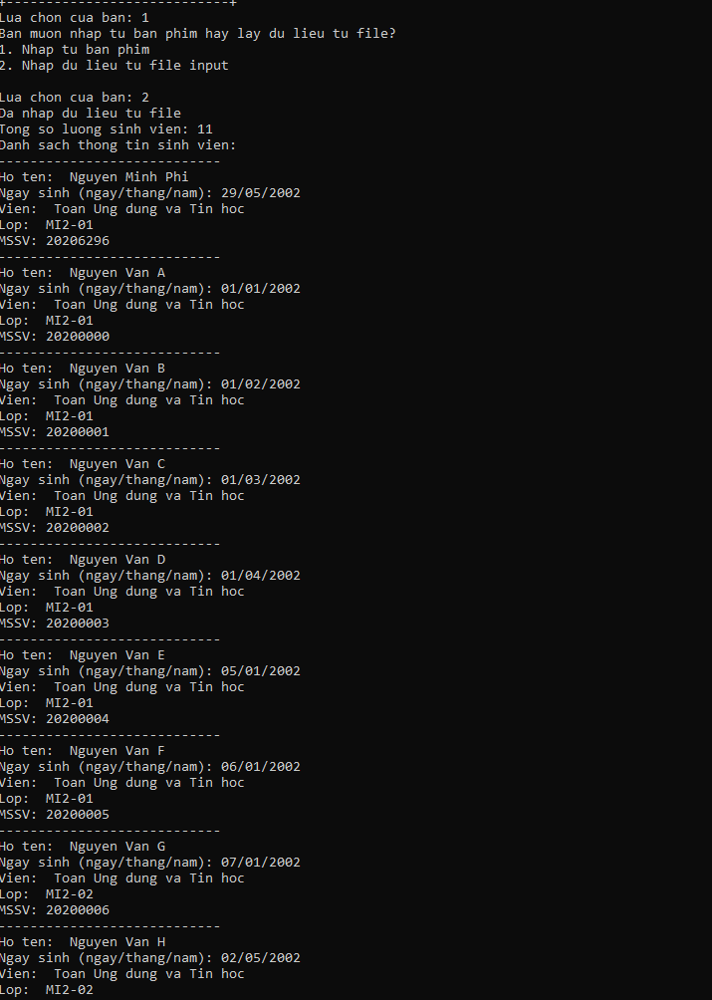 +----------------------------+
Lua chon cua ban: 1
Ban muon nhap tu ban phim hay lay du lieu tu file?
1. Nhap tu ban phim
2. Nhap du lieu tu file input
Lua chon cua ban: 2
Da nhap du lieu tu file
Tong so luong sinh vien: 11
Danh sach thong tin sinh vien:
----------------------------
Ho ten:  Nguyen Minh Phi
Ngay sinh (ngay/thang/nam): 29/05/2002
Vien:  Toan Ung dung va Tin hoc
Lop:  MI2-01
MSSV: 20206296
----------------------------
Ho ten:  Nguyen Van A
Ngay sinh (ngay/thang/nam): 01/01/2002
Vien:  Toan Ung dung va Tin hoc
Lop:  MI2-01
MSSV: 20200000
----------------------------
Ho ten:  Nguyen Van B
Ngay sinh (ngay/thang/nam): 01/02/2002
Vien:  Toan Ung dung va Tin hoc
Lop:  MI2-01
MSSV: 20200001
----------------------------
Ho ten:  Nguyen Van C
Ngay sinh (ngay/thang/nam): 01/03/2002
Vien:  Toan Ung dung va Tin hoc
Lop:  MI2-01
MSSV: 20200002
----------------------------
Ho ten:  Nguyen Van D
Ngay sinh (ngay/thang/nam): 01/04/2002
Vien:  Toan Ung dung va Tin hoc
Lop:  MI2-01
MSSV: 20200003
----------------------------
Ho ten:  Nguyen Van E
Ngay sinh (ngay/thang/nam): 05/01/2002
Vien:  Toan Ung dung va Tin hoc
Lop:  MI2-01
MSSV: 20200004
----------------------------
Ho ten:  Nguyen Van F
Ngay sinh (ngay/thang/nam): 06/01/2002
Vien:  Toan Ung dung va Tin hoc
Lop:  MI2-01
MSSV: 20200005
----------------------------
Ho ten:  Nguyen Van G
Ngay sinh (ngay/thang/nam): 07/01/2002
Vien:  Toan Ung dung va Tin hoc
Lop:  MI2-02
MSSV: 20200006
----------------------------
Ho ten:  Nguyen Van H
Ngay sinh (ngay/thang/nam): 02/05/2002
Vien:  Toan Ung dung va Tin hoc
Lop:  MI2-02